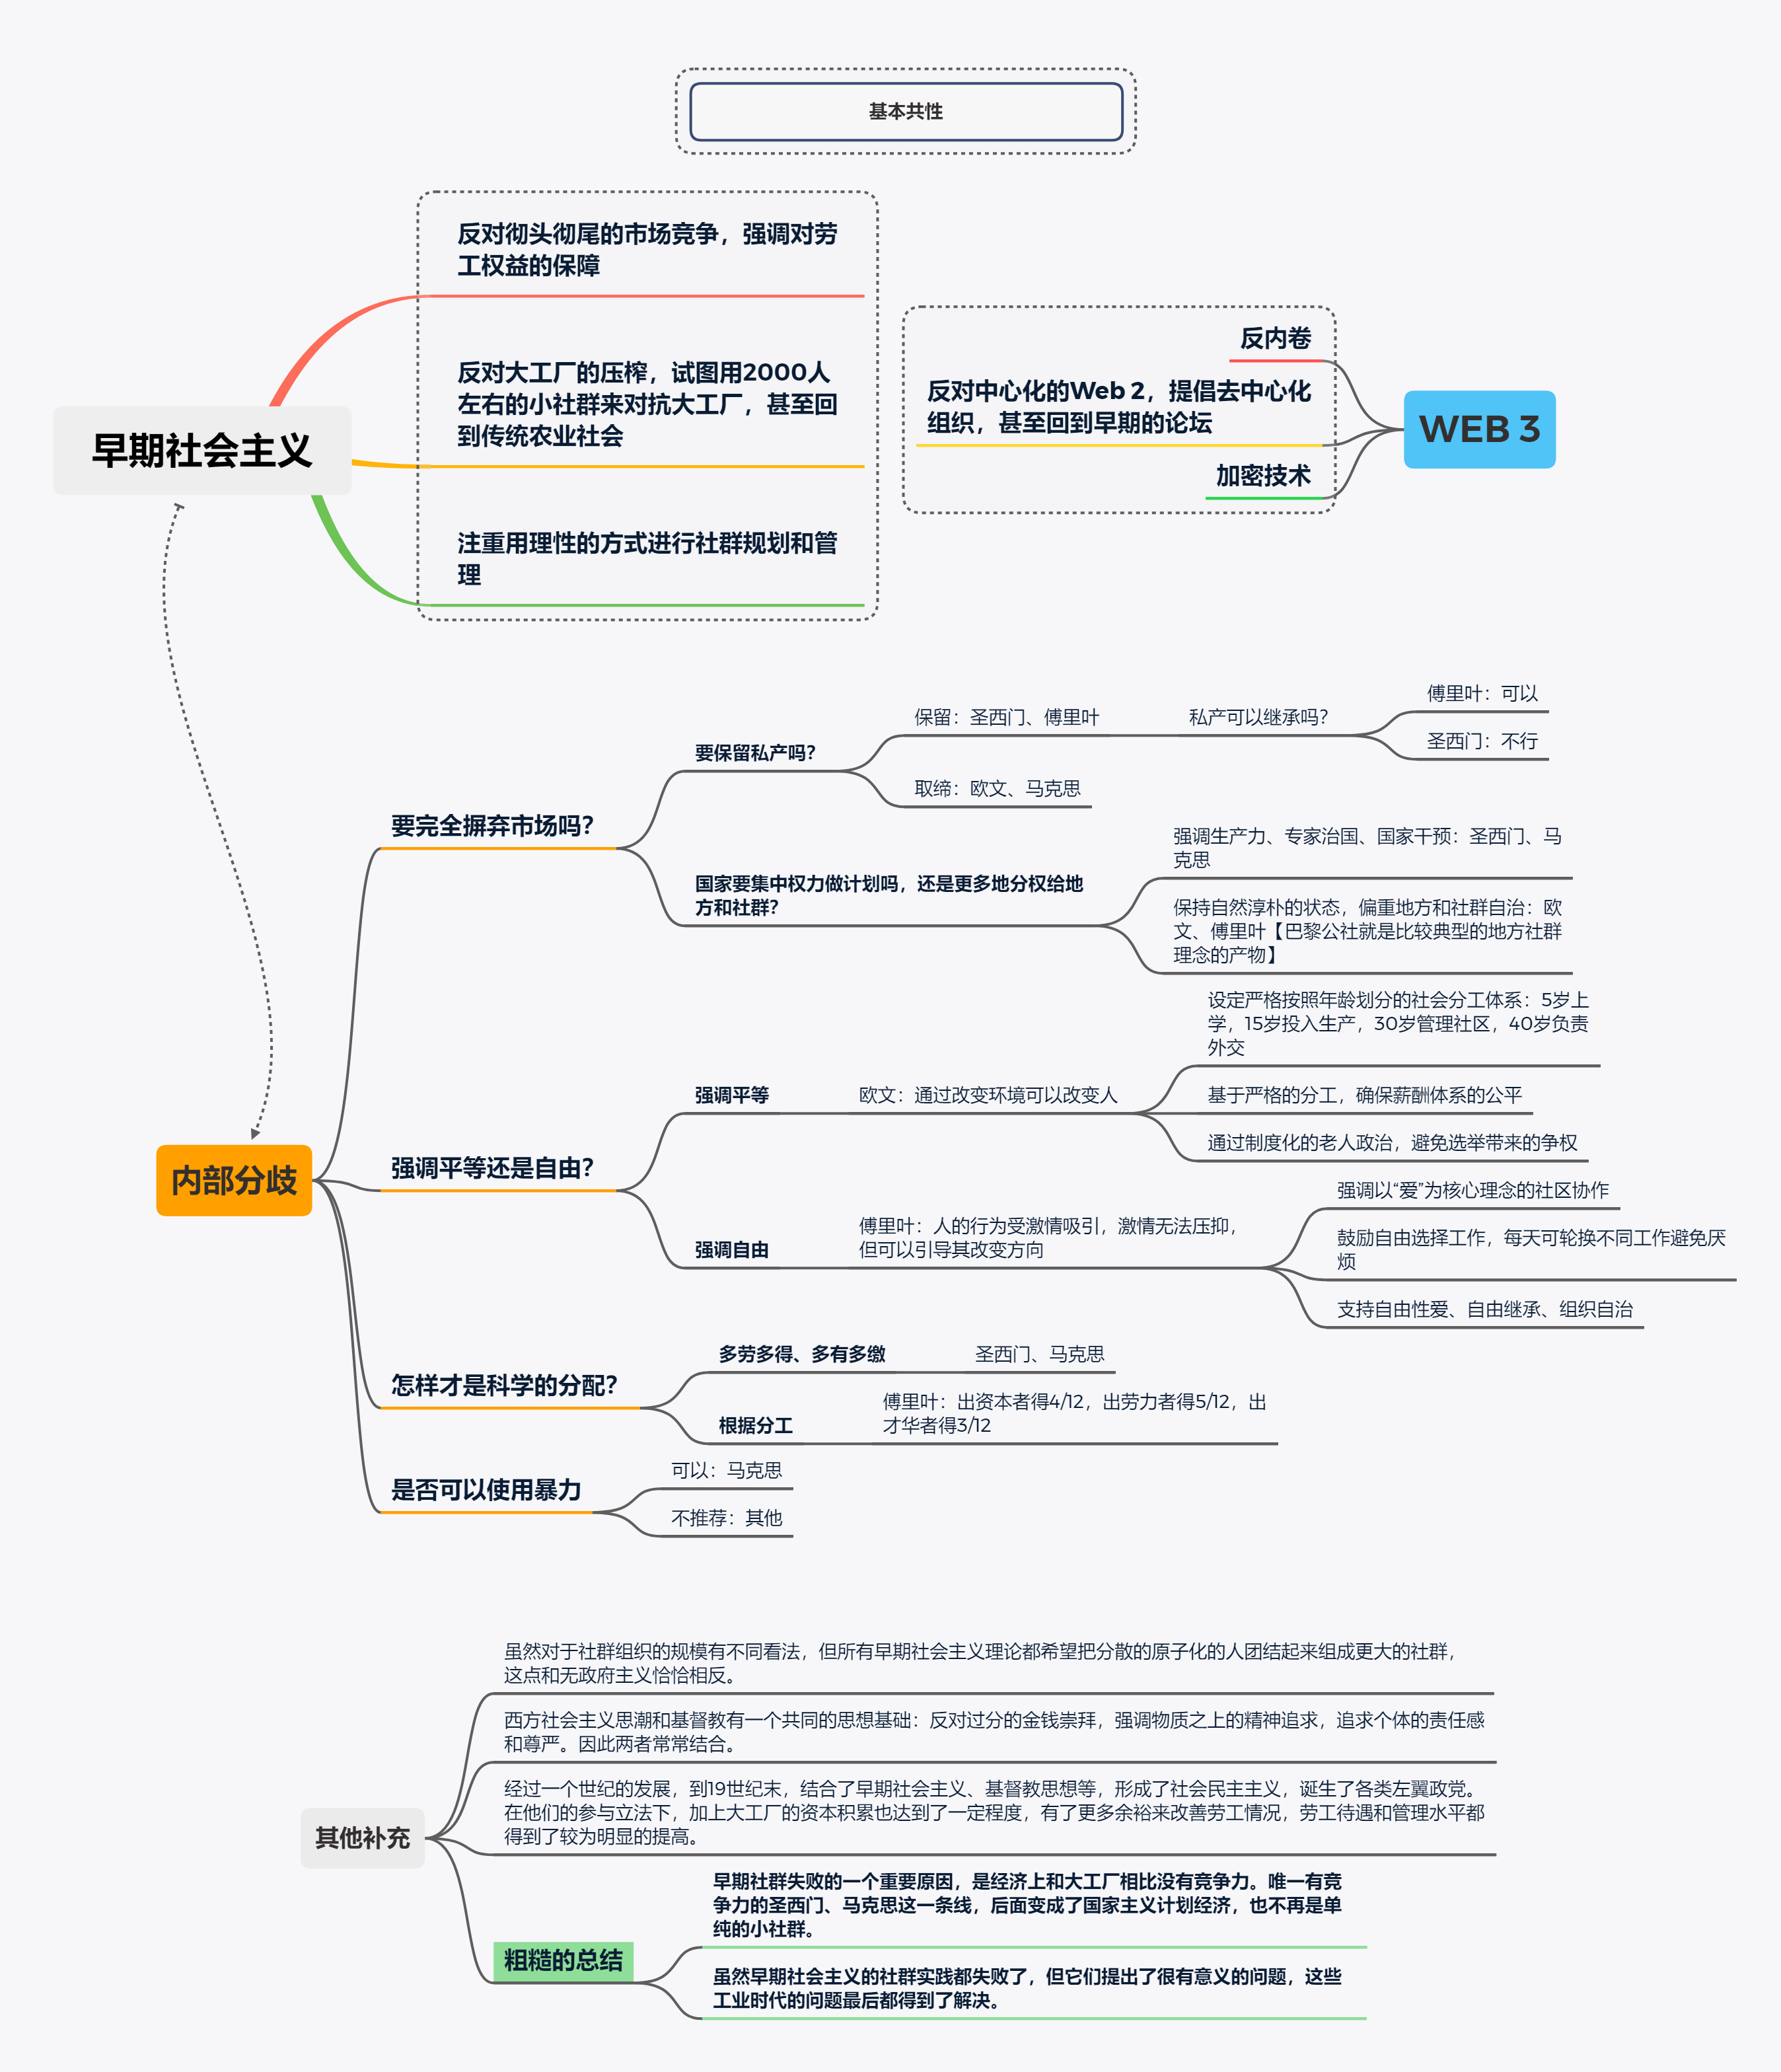 基本共性
早期社会主义
反对彻头彻尾的市场竞争，强调对劳
工权益的保障
反对大工厂的压榨，试图用2000人
左右的小社群来对抗大工厂，甚至回
到传统农业社会
注重用理性的方式进行社群规划和管
理
反内卷
反对中心化的Web 2，提倡去中心化
组织，甚至回到早期的论坛
加密技术
WEB 3
内部分歧
要完全摒弃市场吗？
要保留私产吗？
保留：圣西门、傅里叶
私产可以继承吗？
傅里叶：可以
圣西门：不行
取缔：欧文、马克思
国家要集中权力做计划吗，还是更多地分权给地
方和社群？
强调生产力、专家治国、国家干预：圣西门、马
克思
保持自然淳朴的状态，偏重地方和社群自治：欧
文、傅里叶【巴黎公社就是比较典型的地方社群
理念的产物】
强调平等还是自由？
强调平等
欧文：通过改变环境可以改变人
设定严格按照年龄划分的社会分工体系：5岁上
学，15岁投入生产，30岁管理社区，40岁负责
外交
基于严格的分工，确保薪酬体系的公平
通过制度化的老人政治，避免选举带来的争权
强调自由
傅里叶：人的行为受激情吸引，激情无法压抑，
但可以引导其改变方向
强调以“爱”为核心理念的社区协作
鼓励自由选择工作，每天可轮换不同工作避免厌
烦
支持自由性爱、自由继承、组织自治
怎样才是科学的分配？
多劳多得、多有多缴
圣西门、马克思
根据分工
傅里叶：出资本者得4/12，出劳力者得5/12，出
才华者得3/12
是否可以使用暴力
可以：马克思
不推荐：其他
其他补充
虽然对于社群组织的规模有不同看法，但所有早期社会主义理论都希望把分散的原子化的人团结起来组成更大的社群，
这点和无政府主义恰恰相反。
西方社会主义思潮和基督教有一个共同的思想基础：反对过分的金钱崇拜，强调物质之上的精神追求，追求个体的责任感
和尊严。因此两者常常结合。
经过一个世纪的发展，到19世纪末，结合了早期社会主义、基督教思想等，形成了社会民主主义，诞生了各类左翼政党。
在他们的参与立法下，加上大工厂的资本积累也达到了一定程度，有了更多余裕来改善劳工情况，劳工待遇和管理水平都
得到了较为明显的提高。
粗糙的总结
早期社群失败的一个重要原因，是经济上和大工厂相比没有竞争力。唯一有竞
争力的圣西门、马克思这一条线，后面变成了国家主义计划经济，也不再是单
纯的小社群。
虽然早期社会主义的社群实践都失败了，但它们提出了很有意义的问题，这些
工业时代的问题最后都得到了解决。